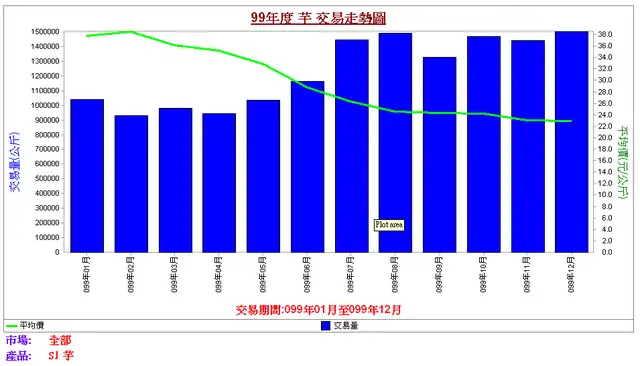 99年度 芋 交易走勢圖
交易量(公斤)
1500000
1400000
1300000
1200000
1100000
1000000
900000
800000
700000
600000
500000
400000
300000
200000
100000
0
38.0
36.0
34.0
32.0
30.0
28.0
26.0
24.0
22.0
20.0
18.0
16.0
14.0
12.0
10.0
8.0
6.0
4.0
2.0
0.0
平均價(元/公斤)
Plot area
099年01月
099年02月
099年03月
099年04月
099年05月
099年06月
099年07月
099年08月
099年09月
099年10月
099年11月
099年12月
交易期間:099年01月至099年12月
平均價 交易量
市場: 全部
產品: SJ 芋